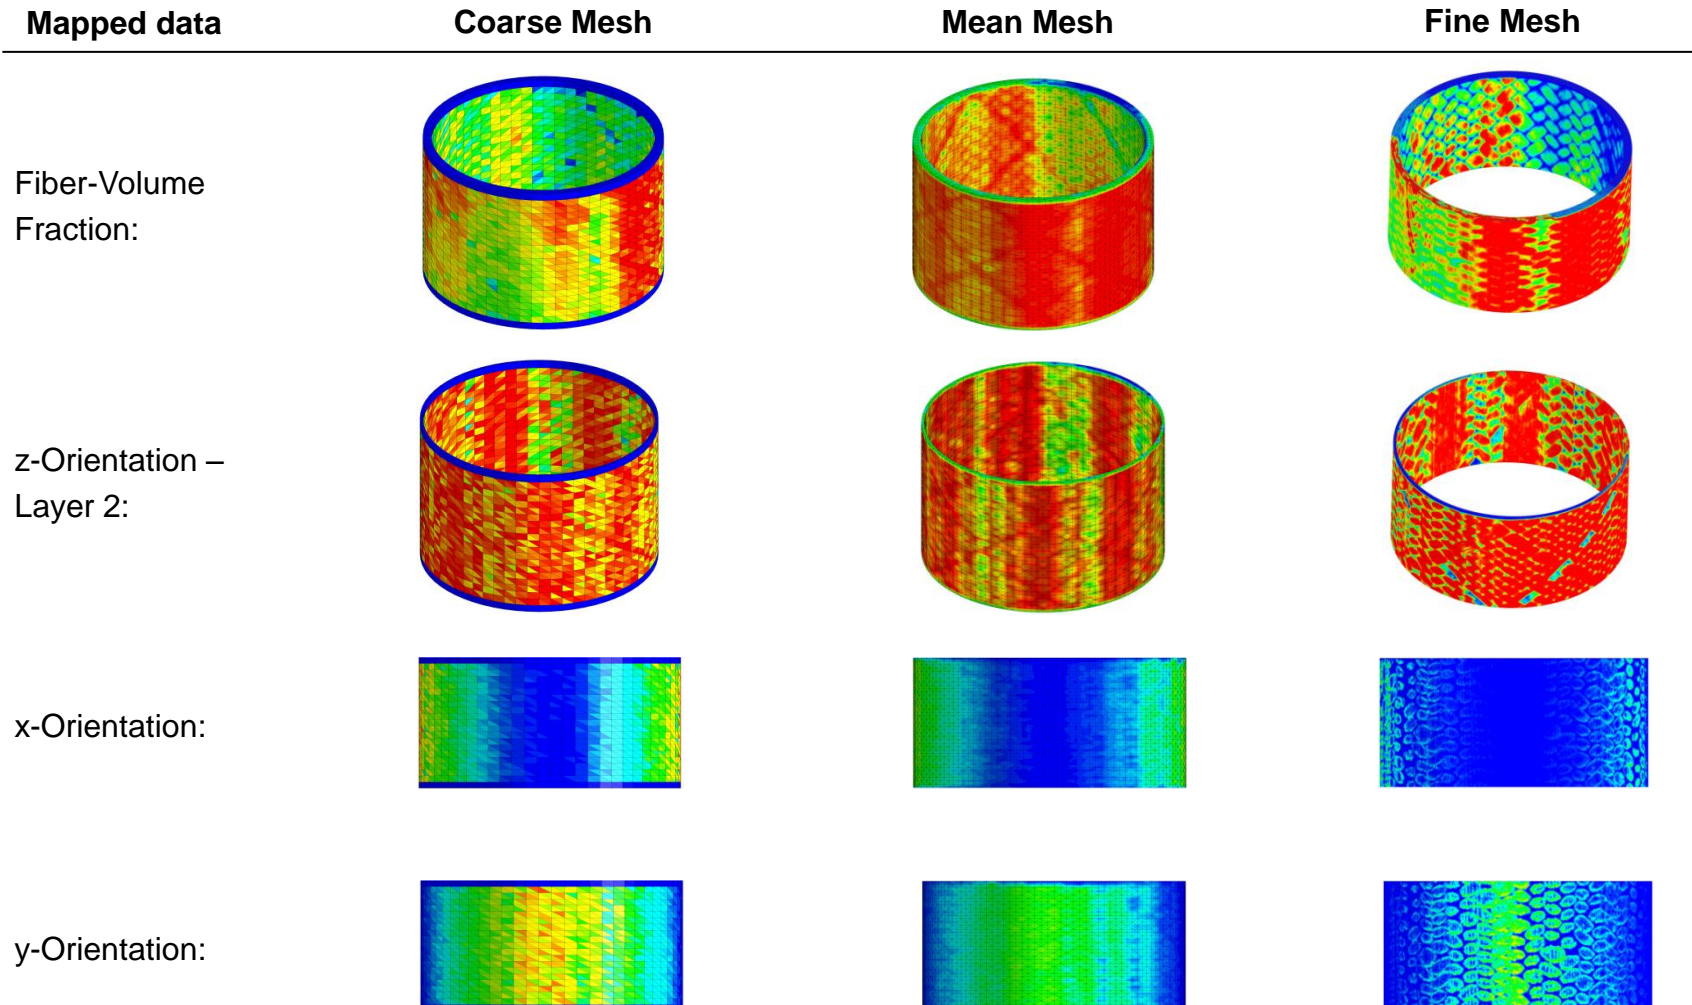 Mapped data Coarse Mesh Mean Mesh Fine Mesh
Fiber-Volume
Fraction:
z-Orientation –
Layer 2:
x-Orientation:
y-Orientation: